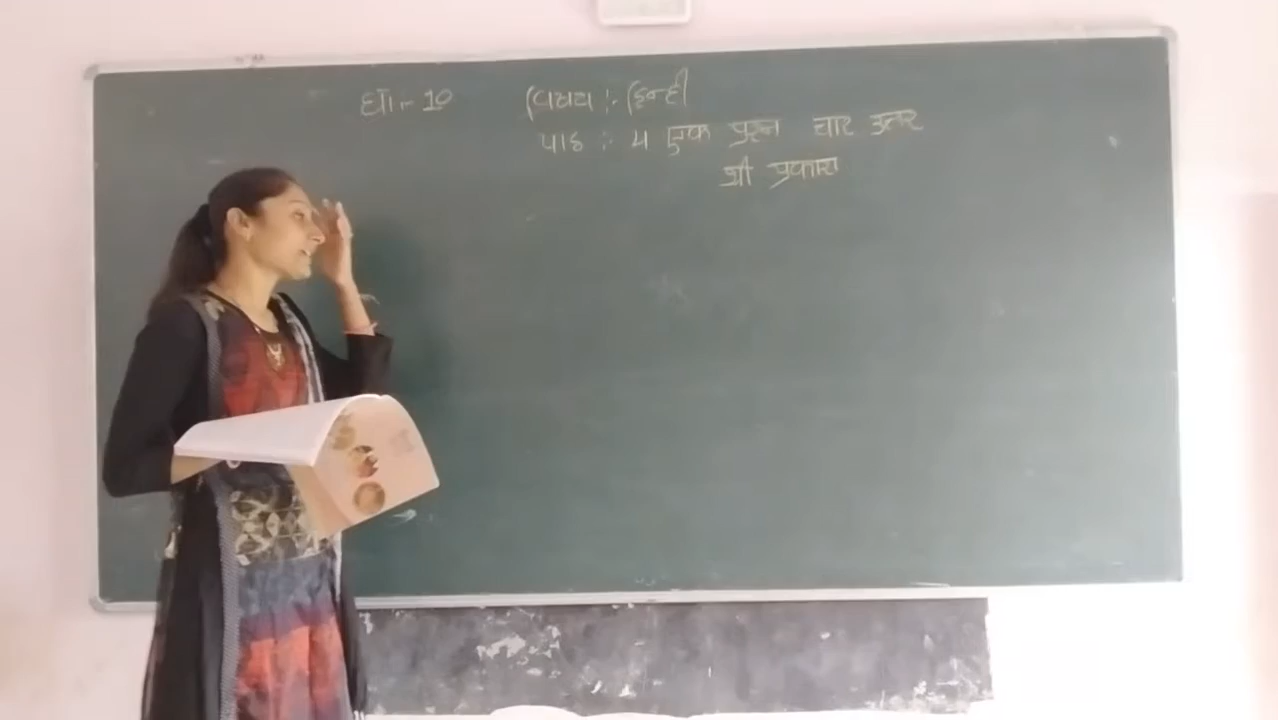 धो.- 10 विषय :- हिन्दी
पाठ :- 4 एक प्रश्न चार उत्तर
श्री प्रकाश